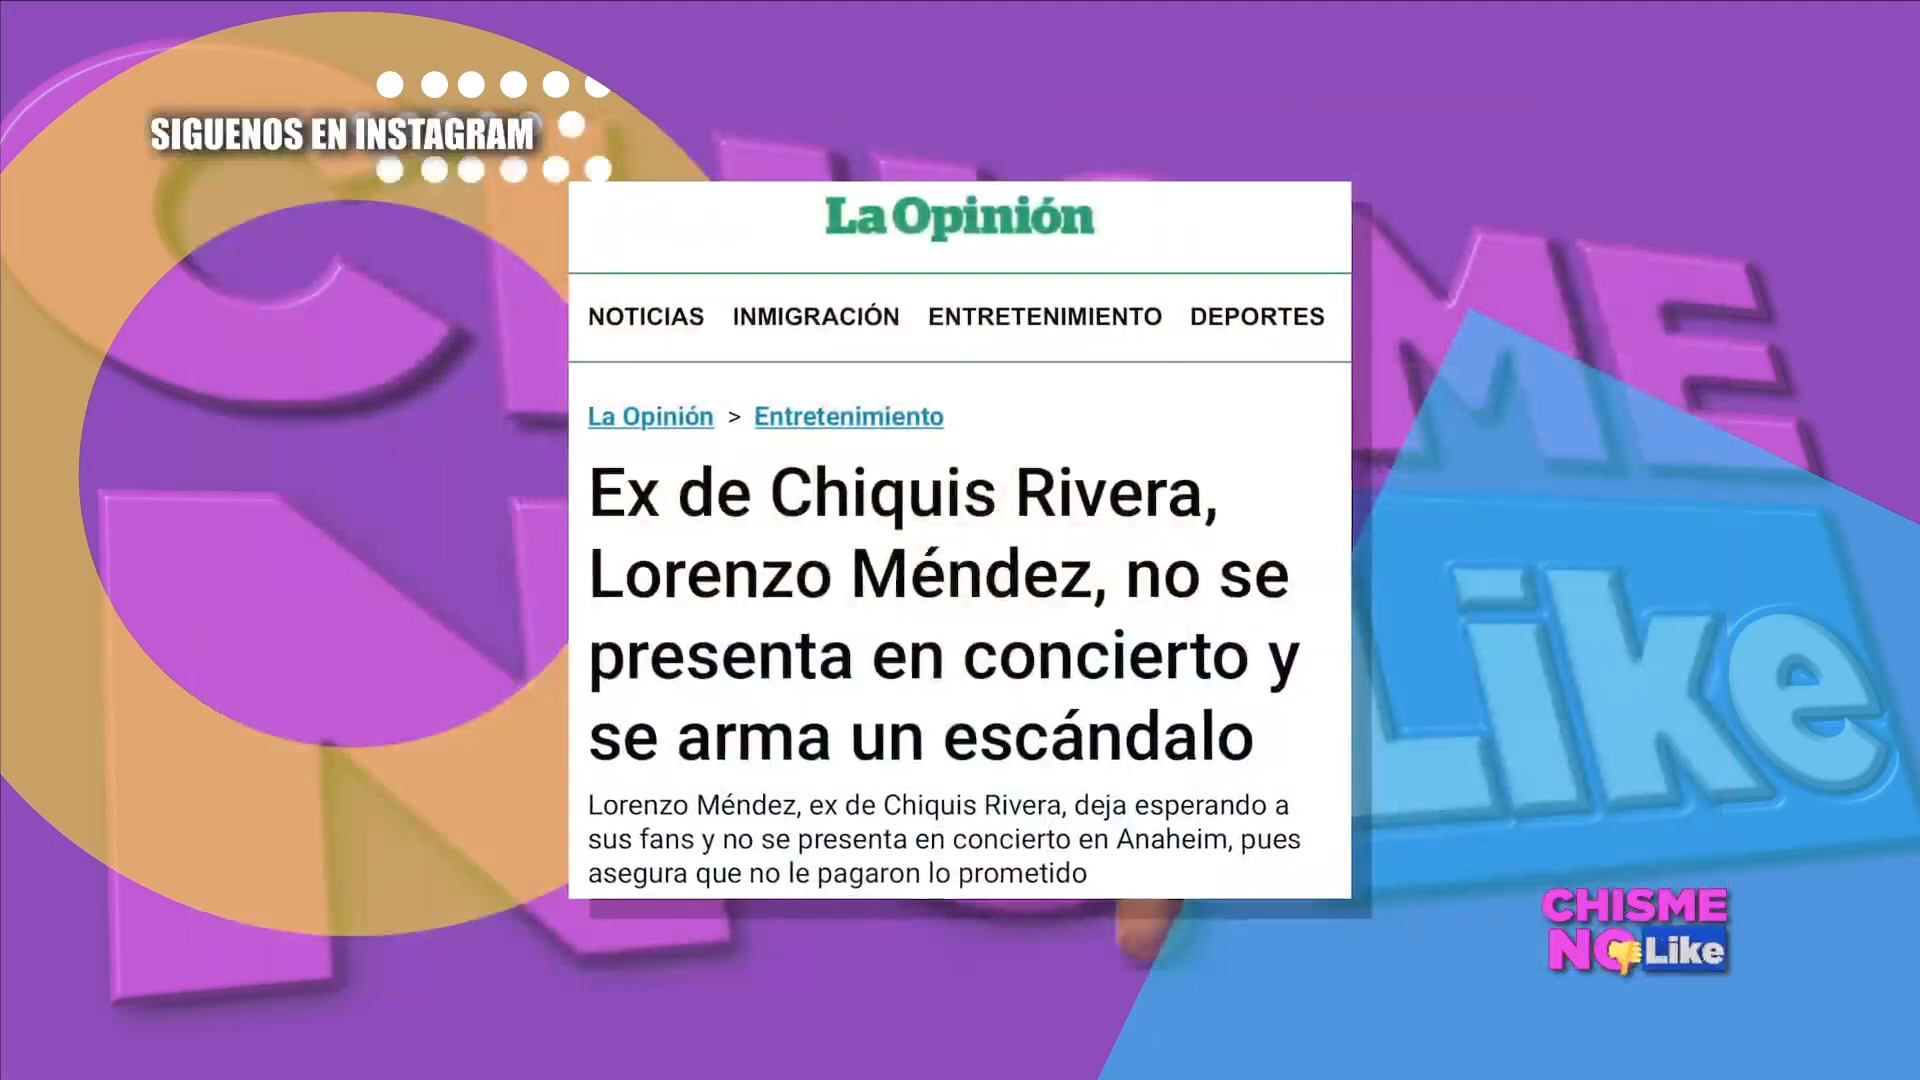 SIGUENOS EN INSTAGRAM
La Opinión
NOTICIAS INMIGRACIÓN ENTRETENIMIENTO DEPORTES
La Opinión > Entretenimiento
Ex de Chiquis Rivera,
Lorenzo Méndez, no se
presenta en concierto y
se arma un escándalo
Lorenzo Méndez, ex de Chiquis Rivera, deja esperando a
sus fans y no se presenta en concierto en Anaheim, pues
asegura que no le pagaron lo prometido
ME
Like
CHISME
NO Like